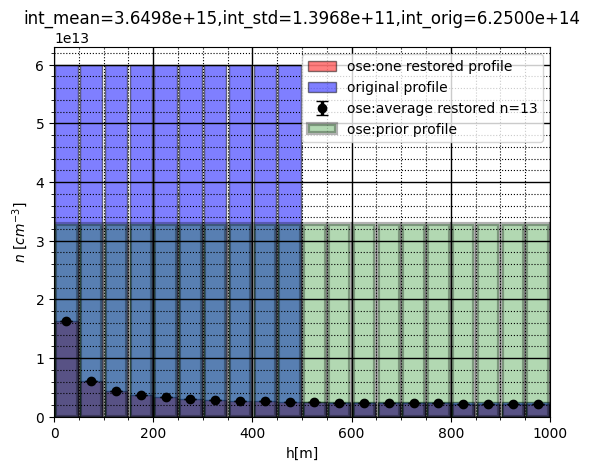 int_mean=3.6498e+15,int_std=1.3968e+11,int_orig=6.2500e+14
1e13
ose:one restored profile
original profile
ose:average restored n=13
ose:prior profile
6
5
4
3
2
1
0
n [cm⁻³]
0 200 400 600 800 1000
h[m]